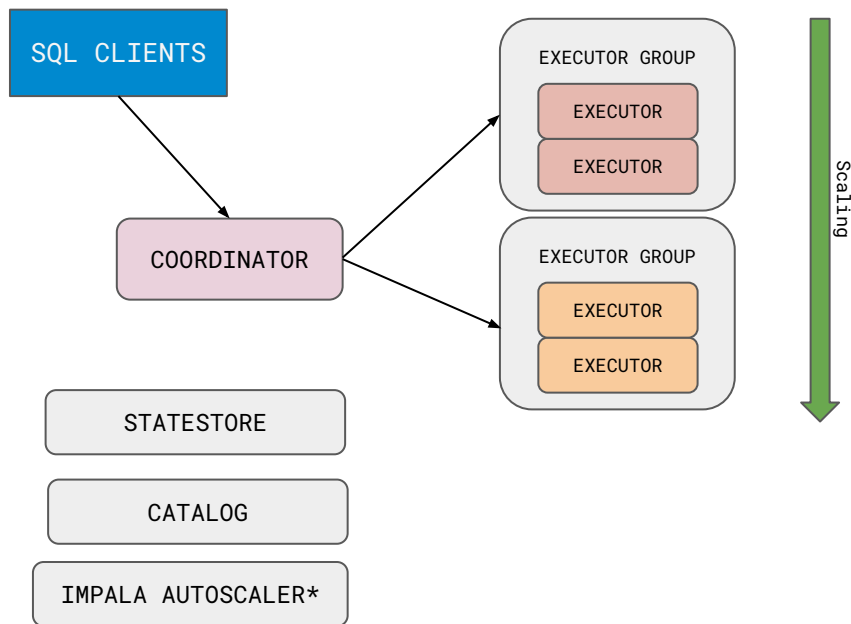 SQL CLIENTS
EXECUTOR GROUP
EXECUTOR
EXECUTOR
Scaling
COORDINATOR
EXECUTOR GROUP
EXECUTOR
EXECUTOR
STATESTORE
CATALOG
IMPALA AUTOSCALER*